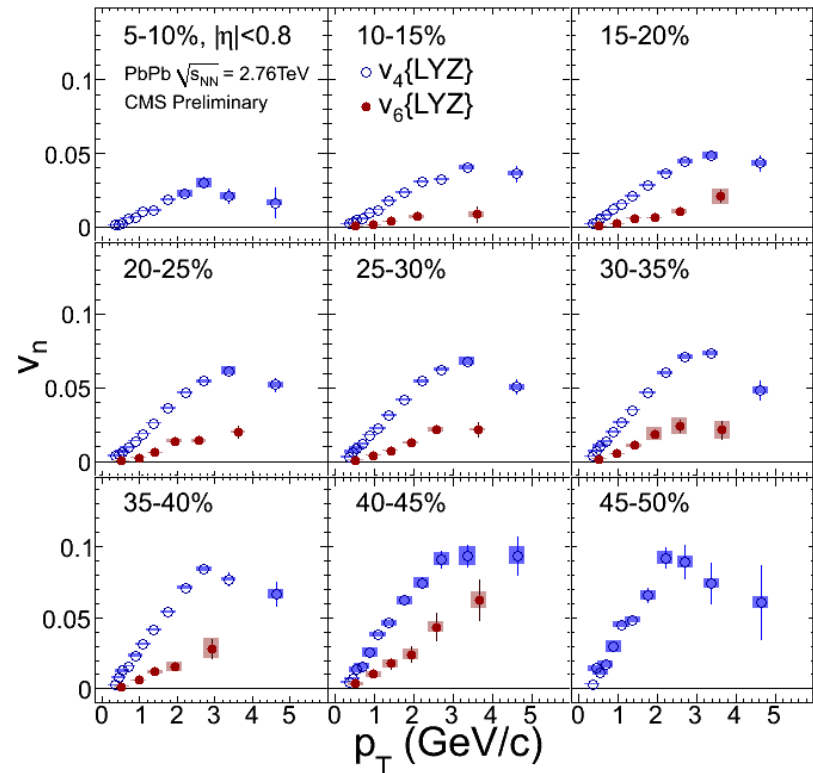 5-10%, |η|<0.8
PbPb √sNN = 2.76TeV
CMS Preliminary
10-15%
v4{LYZ}
v6{LYZ}
15-20%
0.1
0.05
0
20-25%
25-30%
30-35%
vn
0.1
0.05
0
35-40%
40-45%
45-50%
0.1
0.05
0
0 1 2 3 4 5 0 1 2 3 4 5 0 1 2 3 4 5
pT (GeV/c)